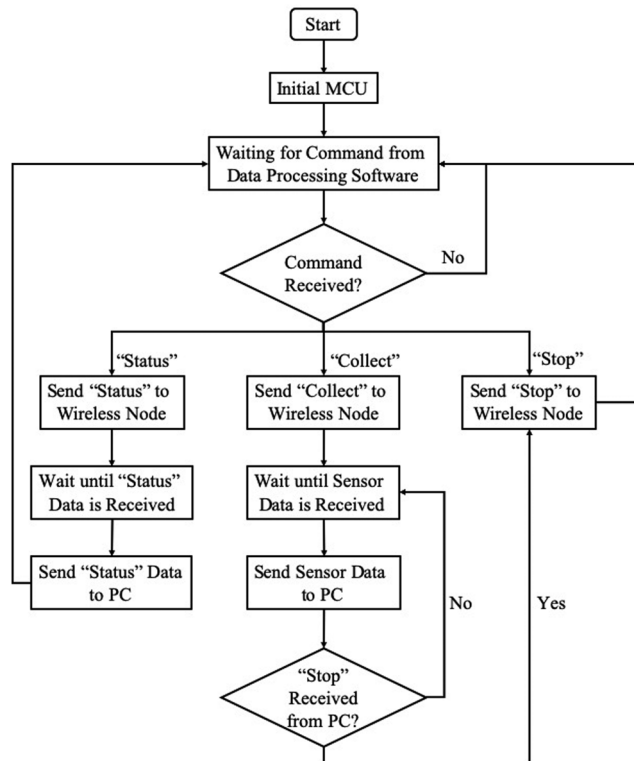 Start
Initial MCU
Waiting for Command from
Data Processing Software
Command
Received?
No
“Status”
“Collect”
“Stop”
Send “Status” to
Wireless Node
Send “Collect” to
Wireless Node
Send “Stop” to
Wireless Node
Wait until “Status”
Data is Received
Wait until Sensor
Data is Received
Send “Status” Data
to PC
Send Sensor Data
to PC
No
Yes
“Stop”
Received
from PC?